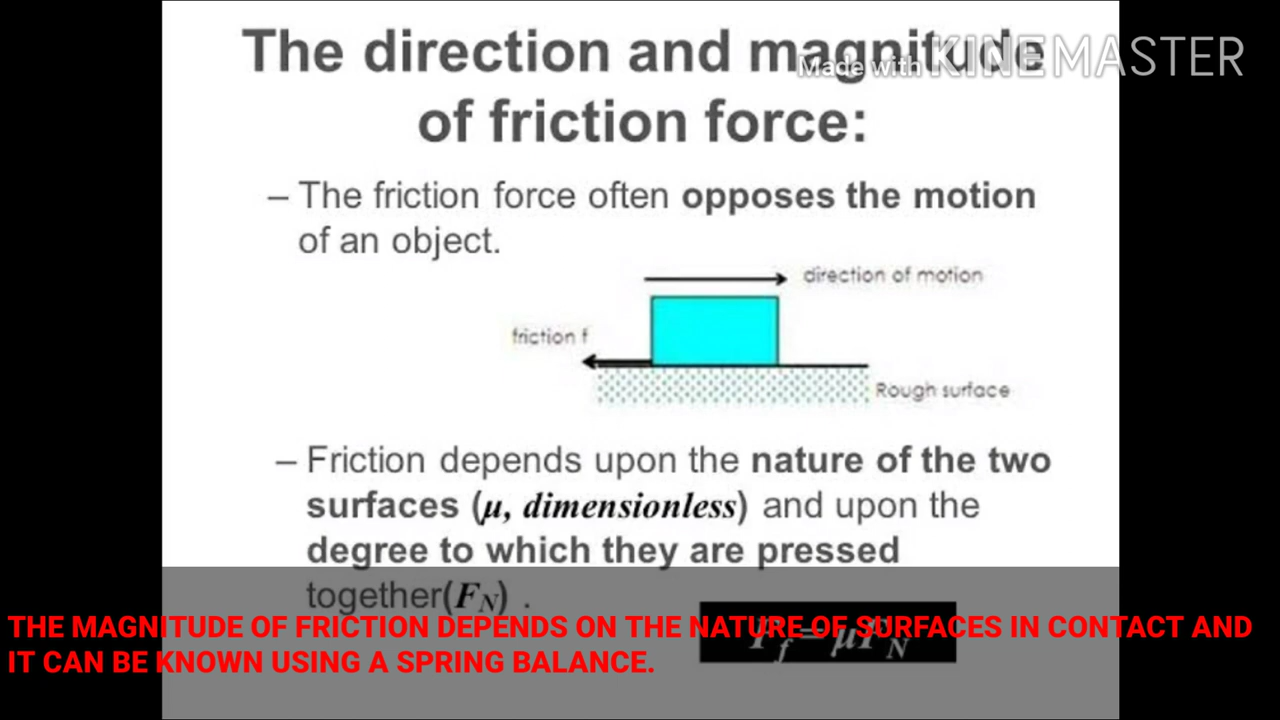 The direction and magnitude
Made with KINEMASTER
of friction force:
– The friction force often opposes the motion
of an object.
direction of motion
friction f
Rough surface
– Friction depends upon the nature of the two
surfaces (μ, dimensionless) and upon the
degree to which they are pressed
together(F_N) .
THE MAGNITUDE OF FRICTION DEPENDS ON THE NATURE OF SURFACES IN CONTACT AND
IT CAN BE KNOWN USING A SPRING BALANCE.
F_f = μF_N